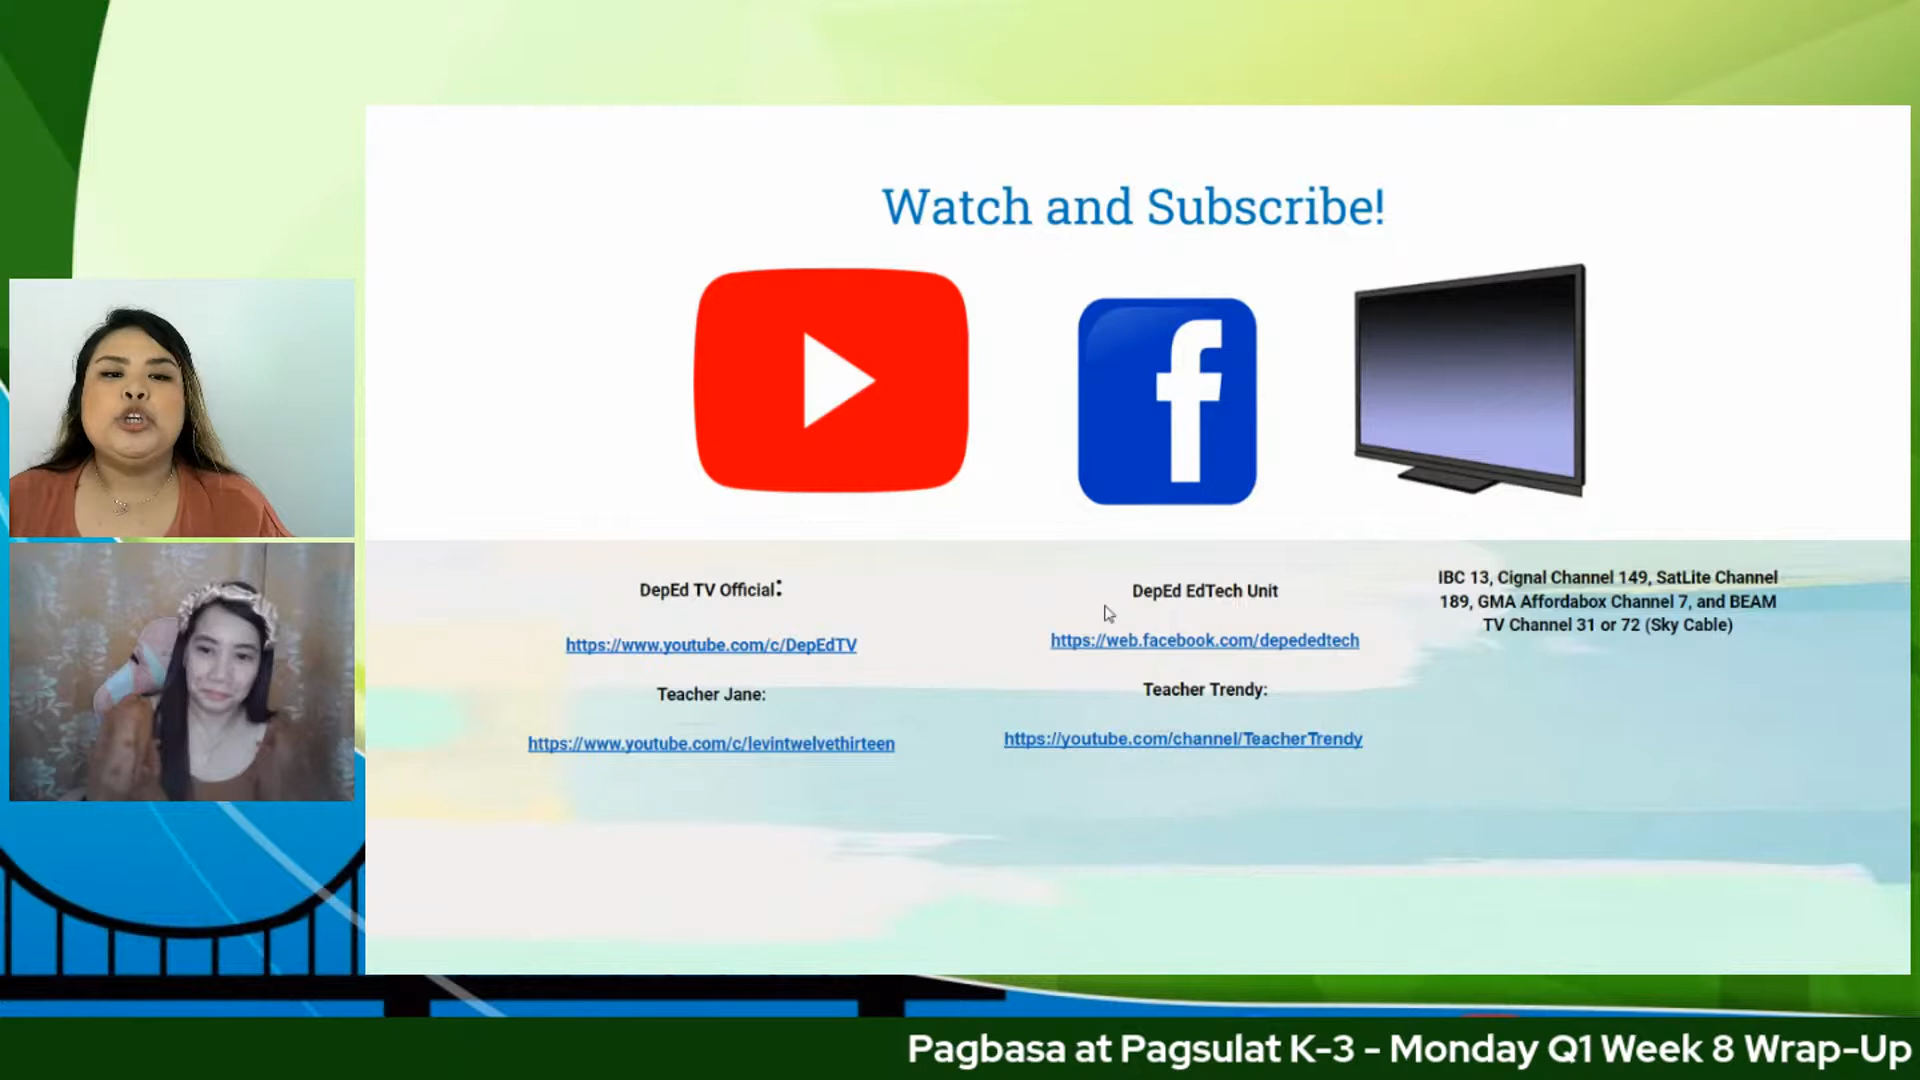 Watch and Subscribe!
DepEd TV Official:
https://www.youtube.com/c/DepEdTV
Teacher Jane:
https://www.youtube.com/c/levintwelvethirteen
DepEd EdTech Unit
https://web.facebook.com/depededtech
Teacher Trendy:
https://youtube.com/channel/TeacherTrendy
IBC 13, Cignal Channel 149, SatLite Channel
189, GMA Affordabox Channel 7, and BEAM
TV Channel 31 or 72 (Sky Cable)
Pagbasa at Pagsulat K-3 - Monday Q1 Week 8 Wrap-Up